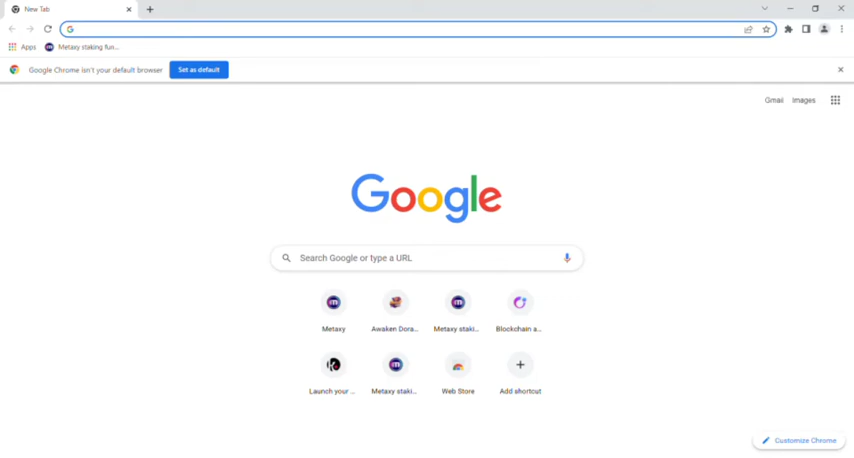 New Tab
Apps
Metaxy staking fun...
Google Chrome isn't your default browser
Set as default
Gmail
Images
Google
Search Google or type a URL
Metaxy
Awaken Dora...
Metaxy staki...
Blockchain a...
Launch your ...
Metaxy staki...
Web Store
Add shortcut
Customize Chrome